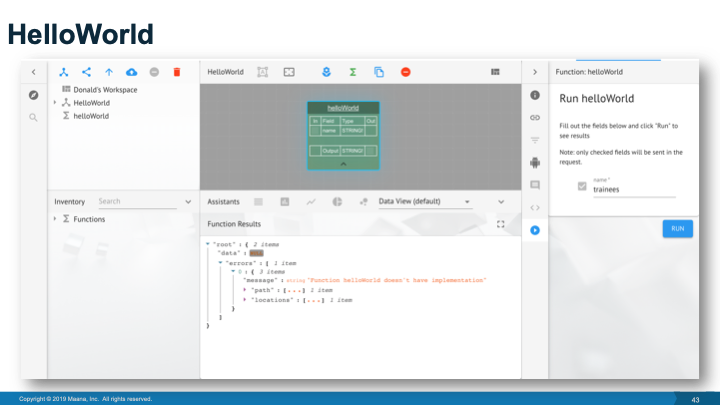 HelloWorld
Donald's Workspace
HelloWorld
helloWorld
Inventory
Search
Functions
HelloWorld
helloWorld
In Field Type Out
name STRING!
Output STRING!
Assistants
Data View (default)
Function Results
"root" : { 2 items
"data" :
"errors" : [ 1 item
0 : { 3 items
"message" : string "Function helloWorld doesn't have implementation"
"path" : [...] 1 item
"locations" : [...] 1 item
}
]
}
Function: helloWorld
Run helloWorld
Fill out the fields below and click "Run" to
see results
Note: only checked fields will be sent in the
request.
name *
trainees
RUN
Copyright © 2019 Maana, Inc. All rights reserved.
43